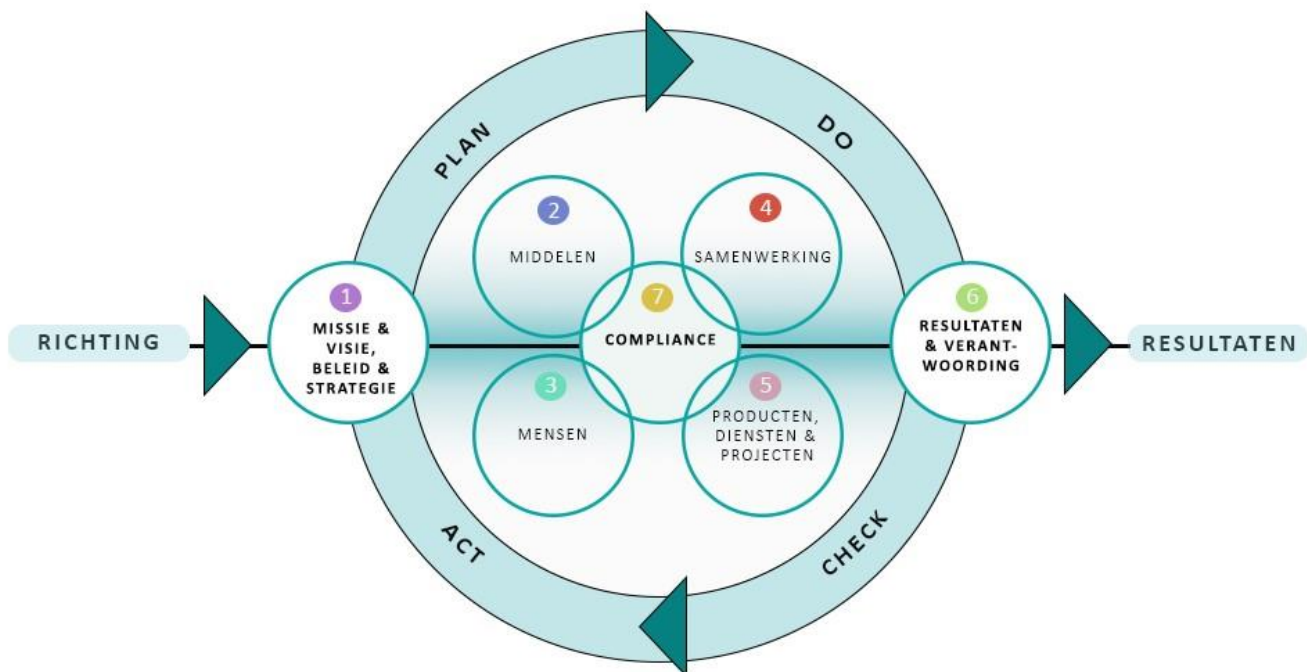 PLAN
DO
2
MIDDELEN
4
SAMENWERKING
RICHTING
1
MISSIE &
VISIE,
BELEID &
STRATEGIE
7
COMPLIANCE
6
RESULTATEN
& VERANT-
WOORDING
RESULTATEN
3
MENSEN
5
PRODUCTEN,
DIENSTEN &
PROJECTEN
ACT
CHECK